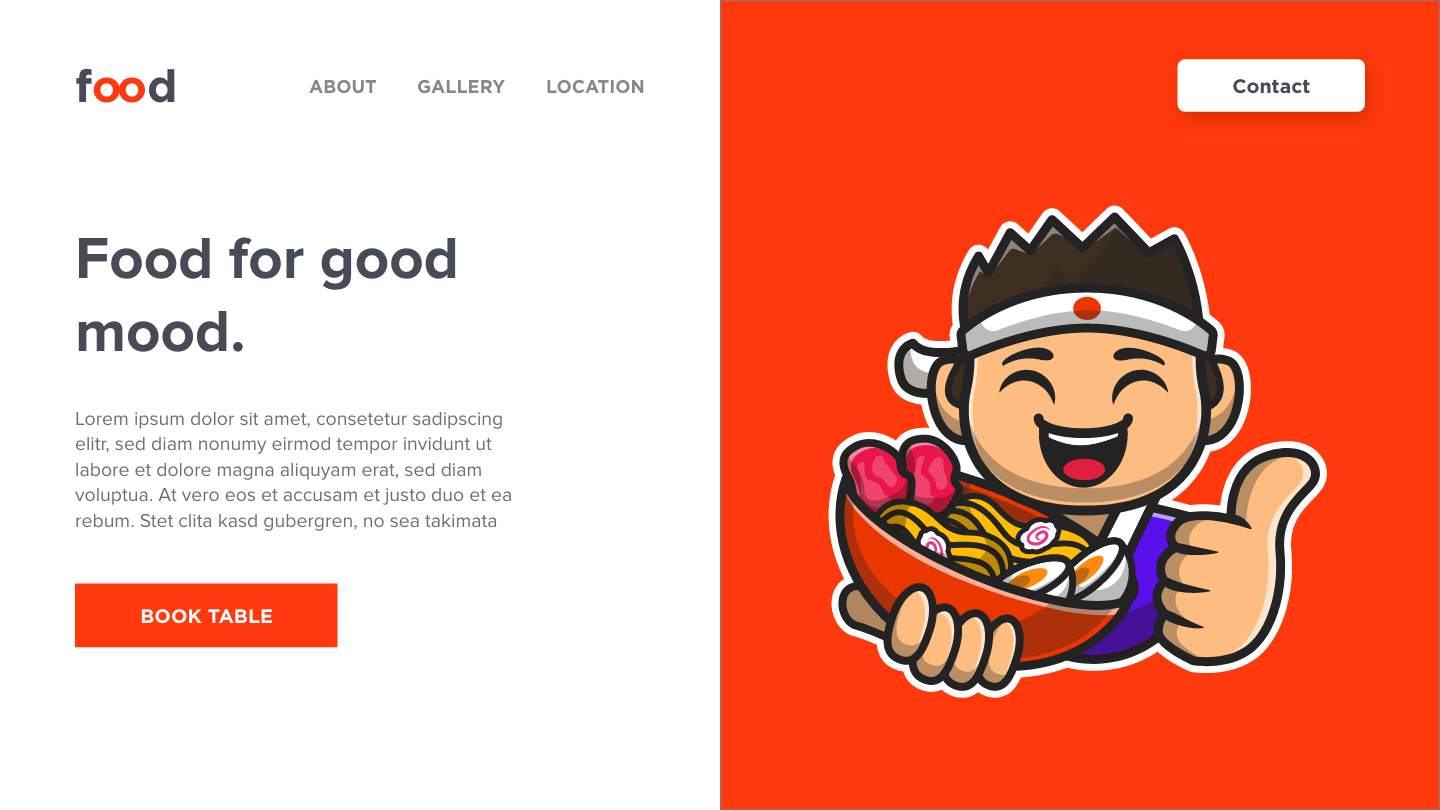 food
ABOUT GALLERY LOCATION
Contact
Food for good
mood.
Lorem ipsum dolor sit amet, consetetur sadipscing
elitr, sed diam nonumy eirmod tempor invidunt ut
labore et dolore magna aliquyam erat, sed diam
voluptua. At vero eos et accusam et justo duo et ea
rebum. Stet clita kasd gubergren, no sea takimata
BOOK TABLE